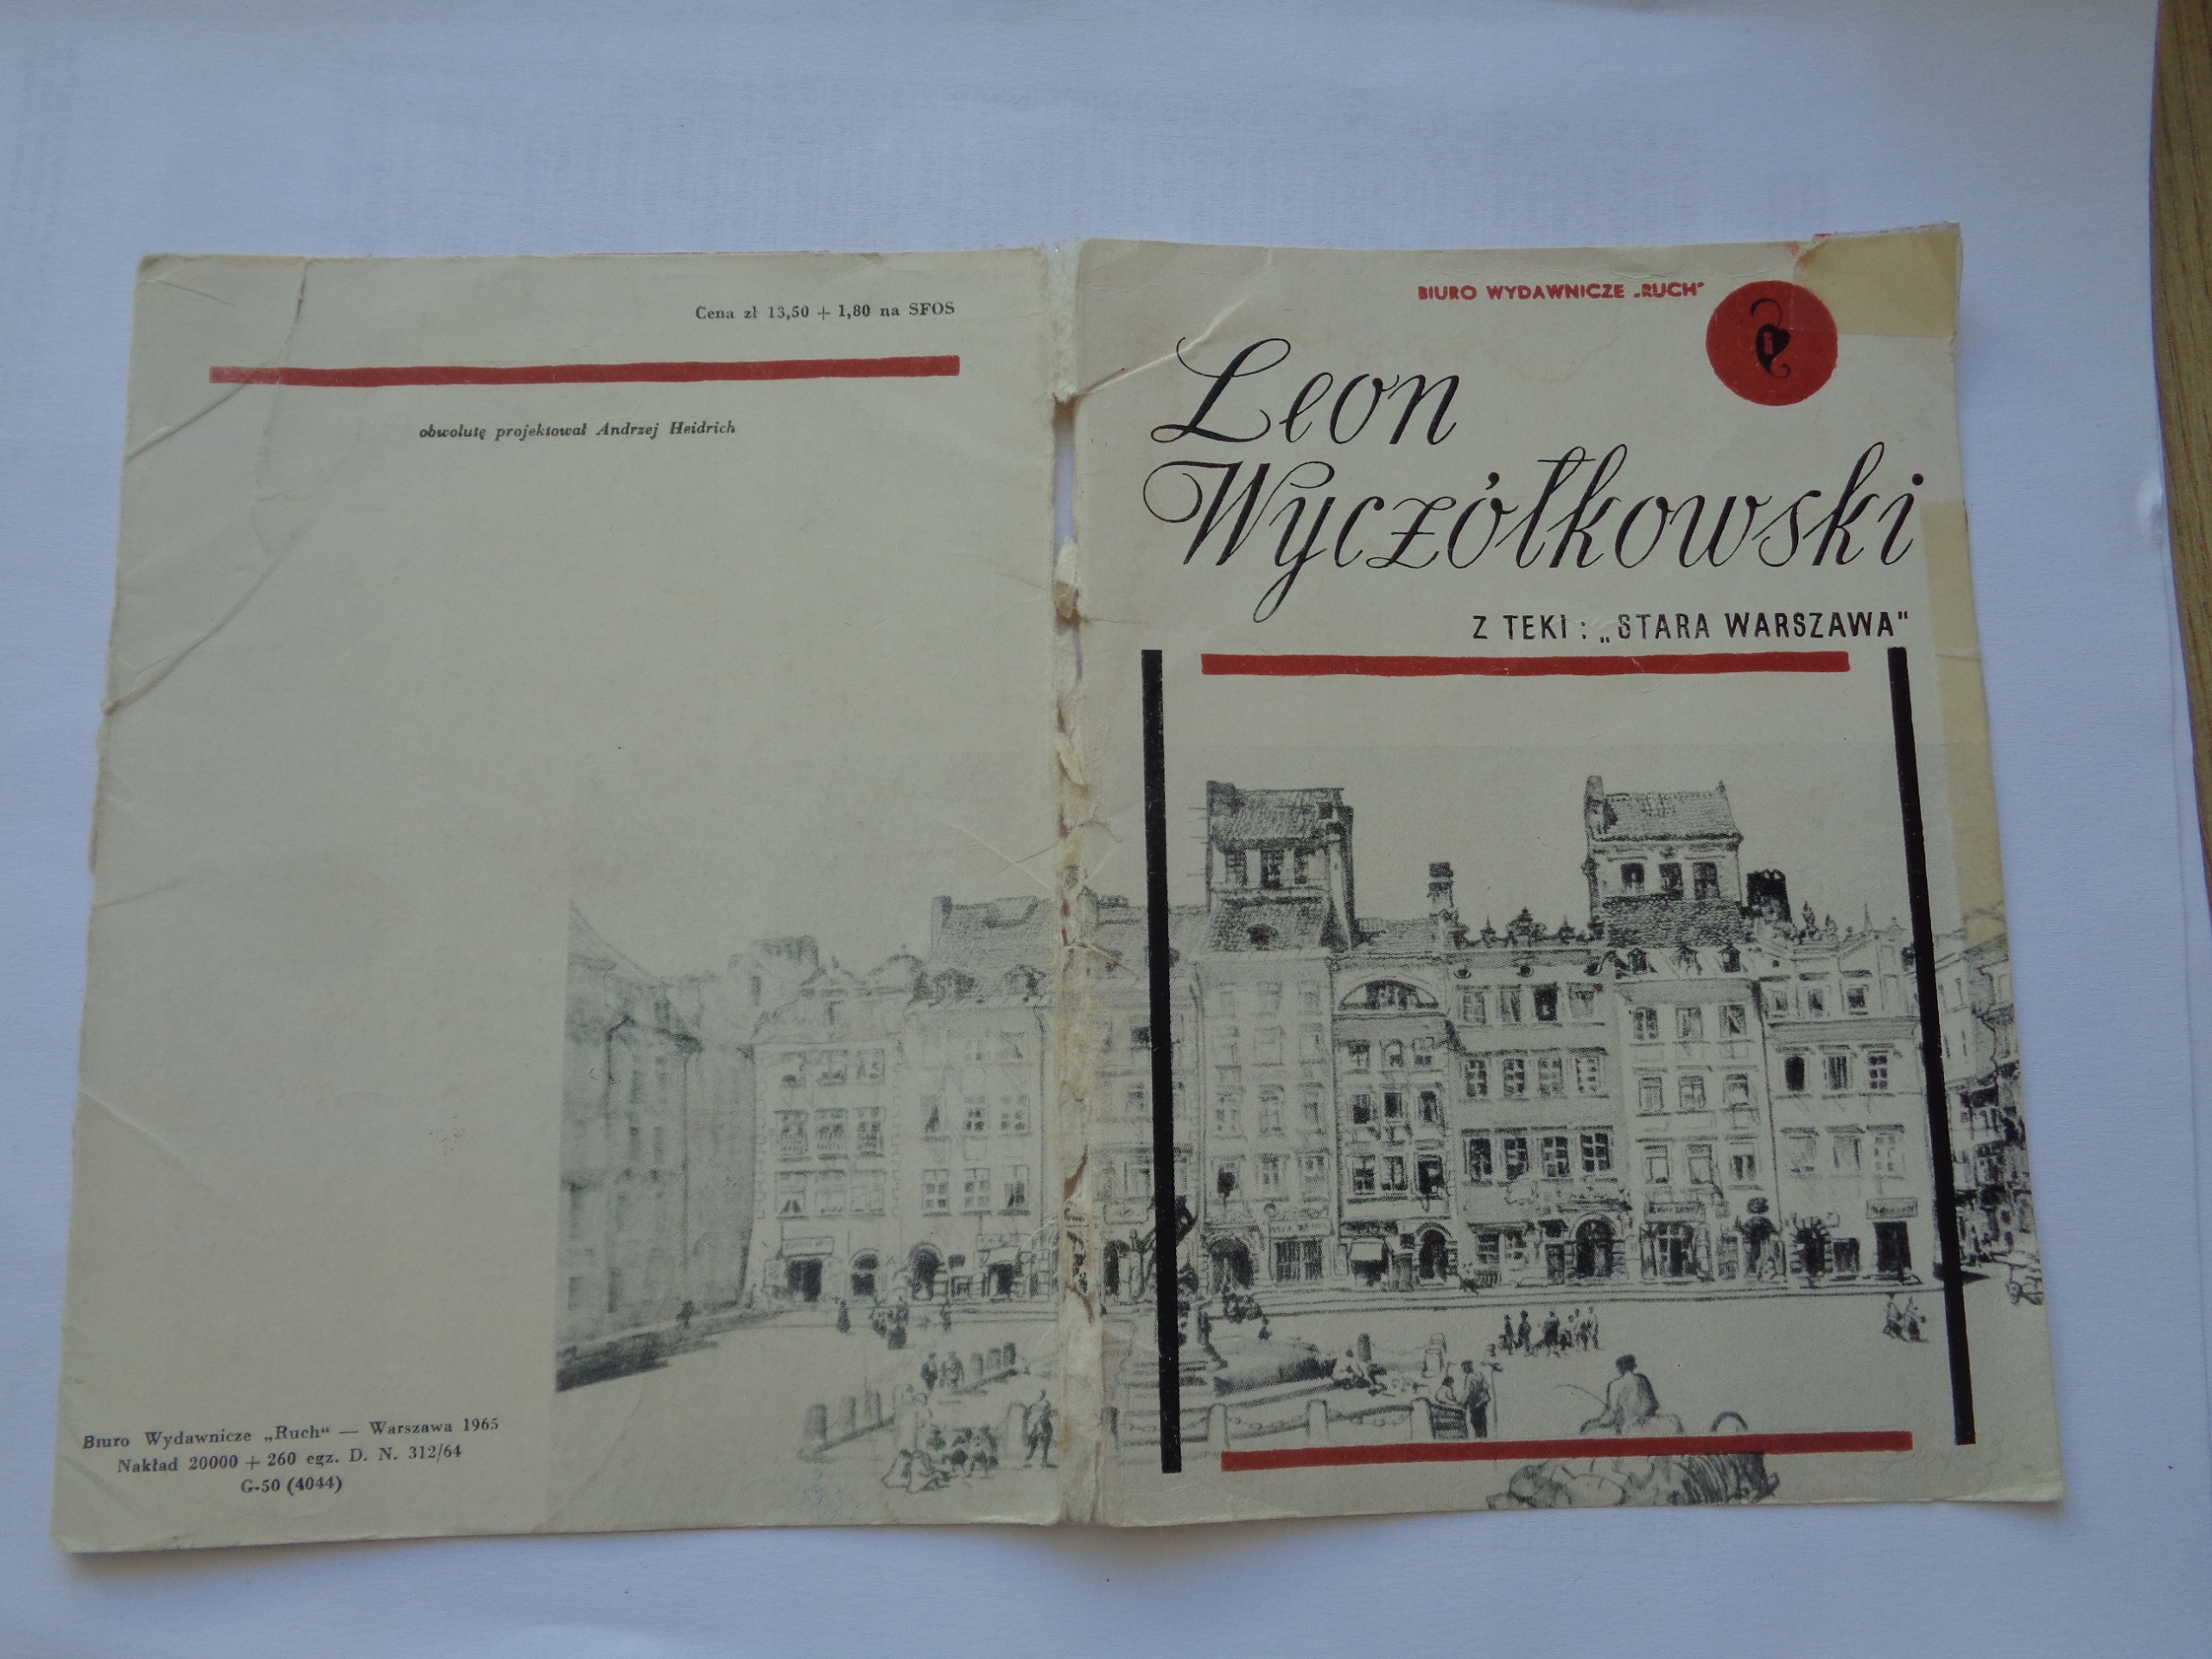 Cena zł 13,50 + 1,80 na SFOS
obwolutę projektował Andrzej Heidrich
Biuro Wydawnicze „Ruch“ — Warszawa 1965
Nakład 20000 + 260 egz. D. N. 312/64
G-50 (4044)
BIURO WYDAWNICZE „RUCH"
Leon
Wyczółkowski
Z TEKI: „STARA WARSZAWA"